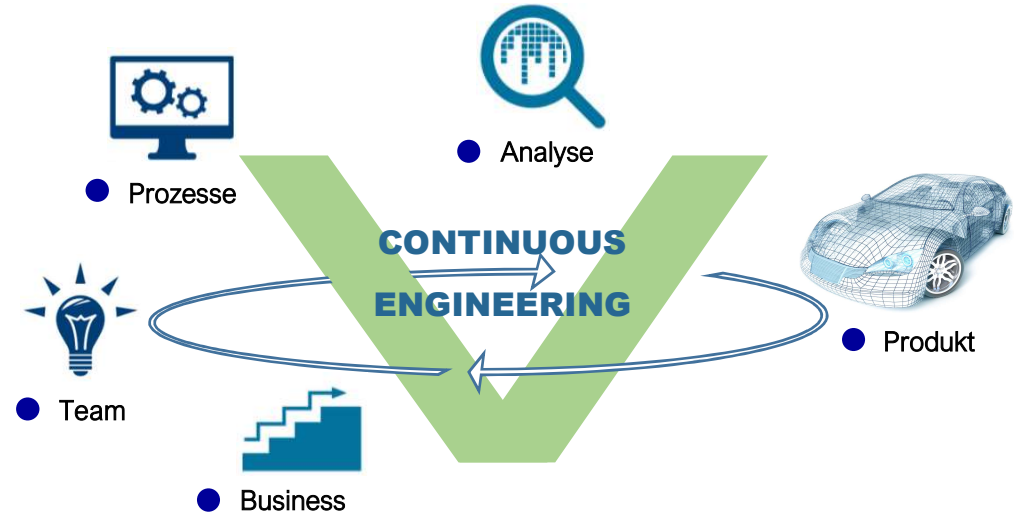 Analyse
Prozesse
CONTINUOUS
ENGINEERING
Produkt
Team
Business